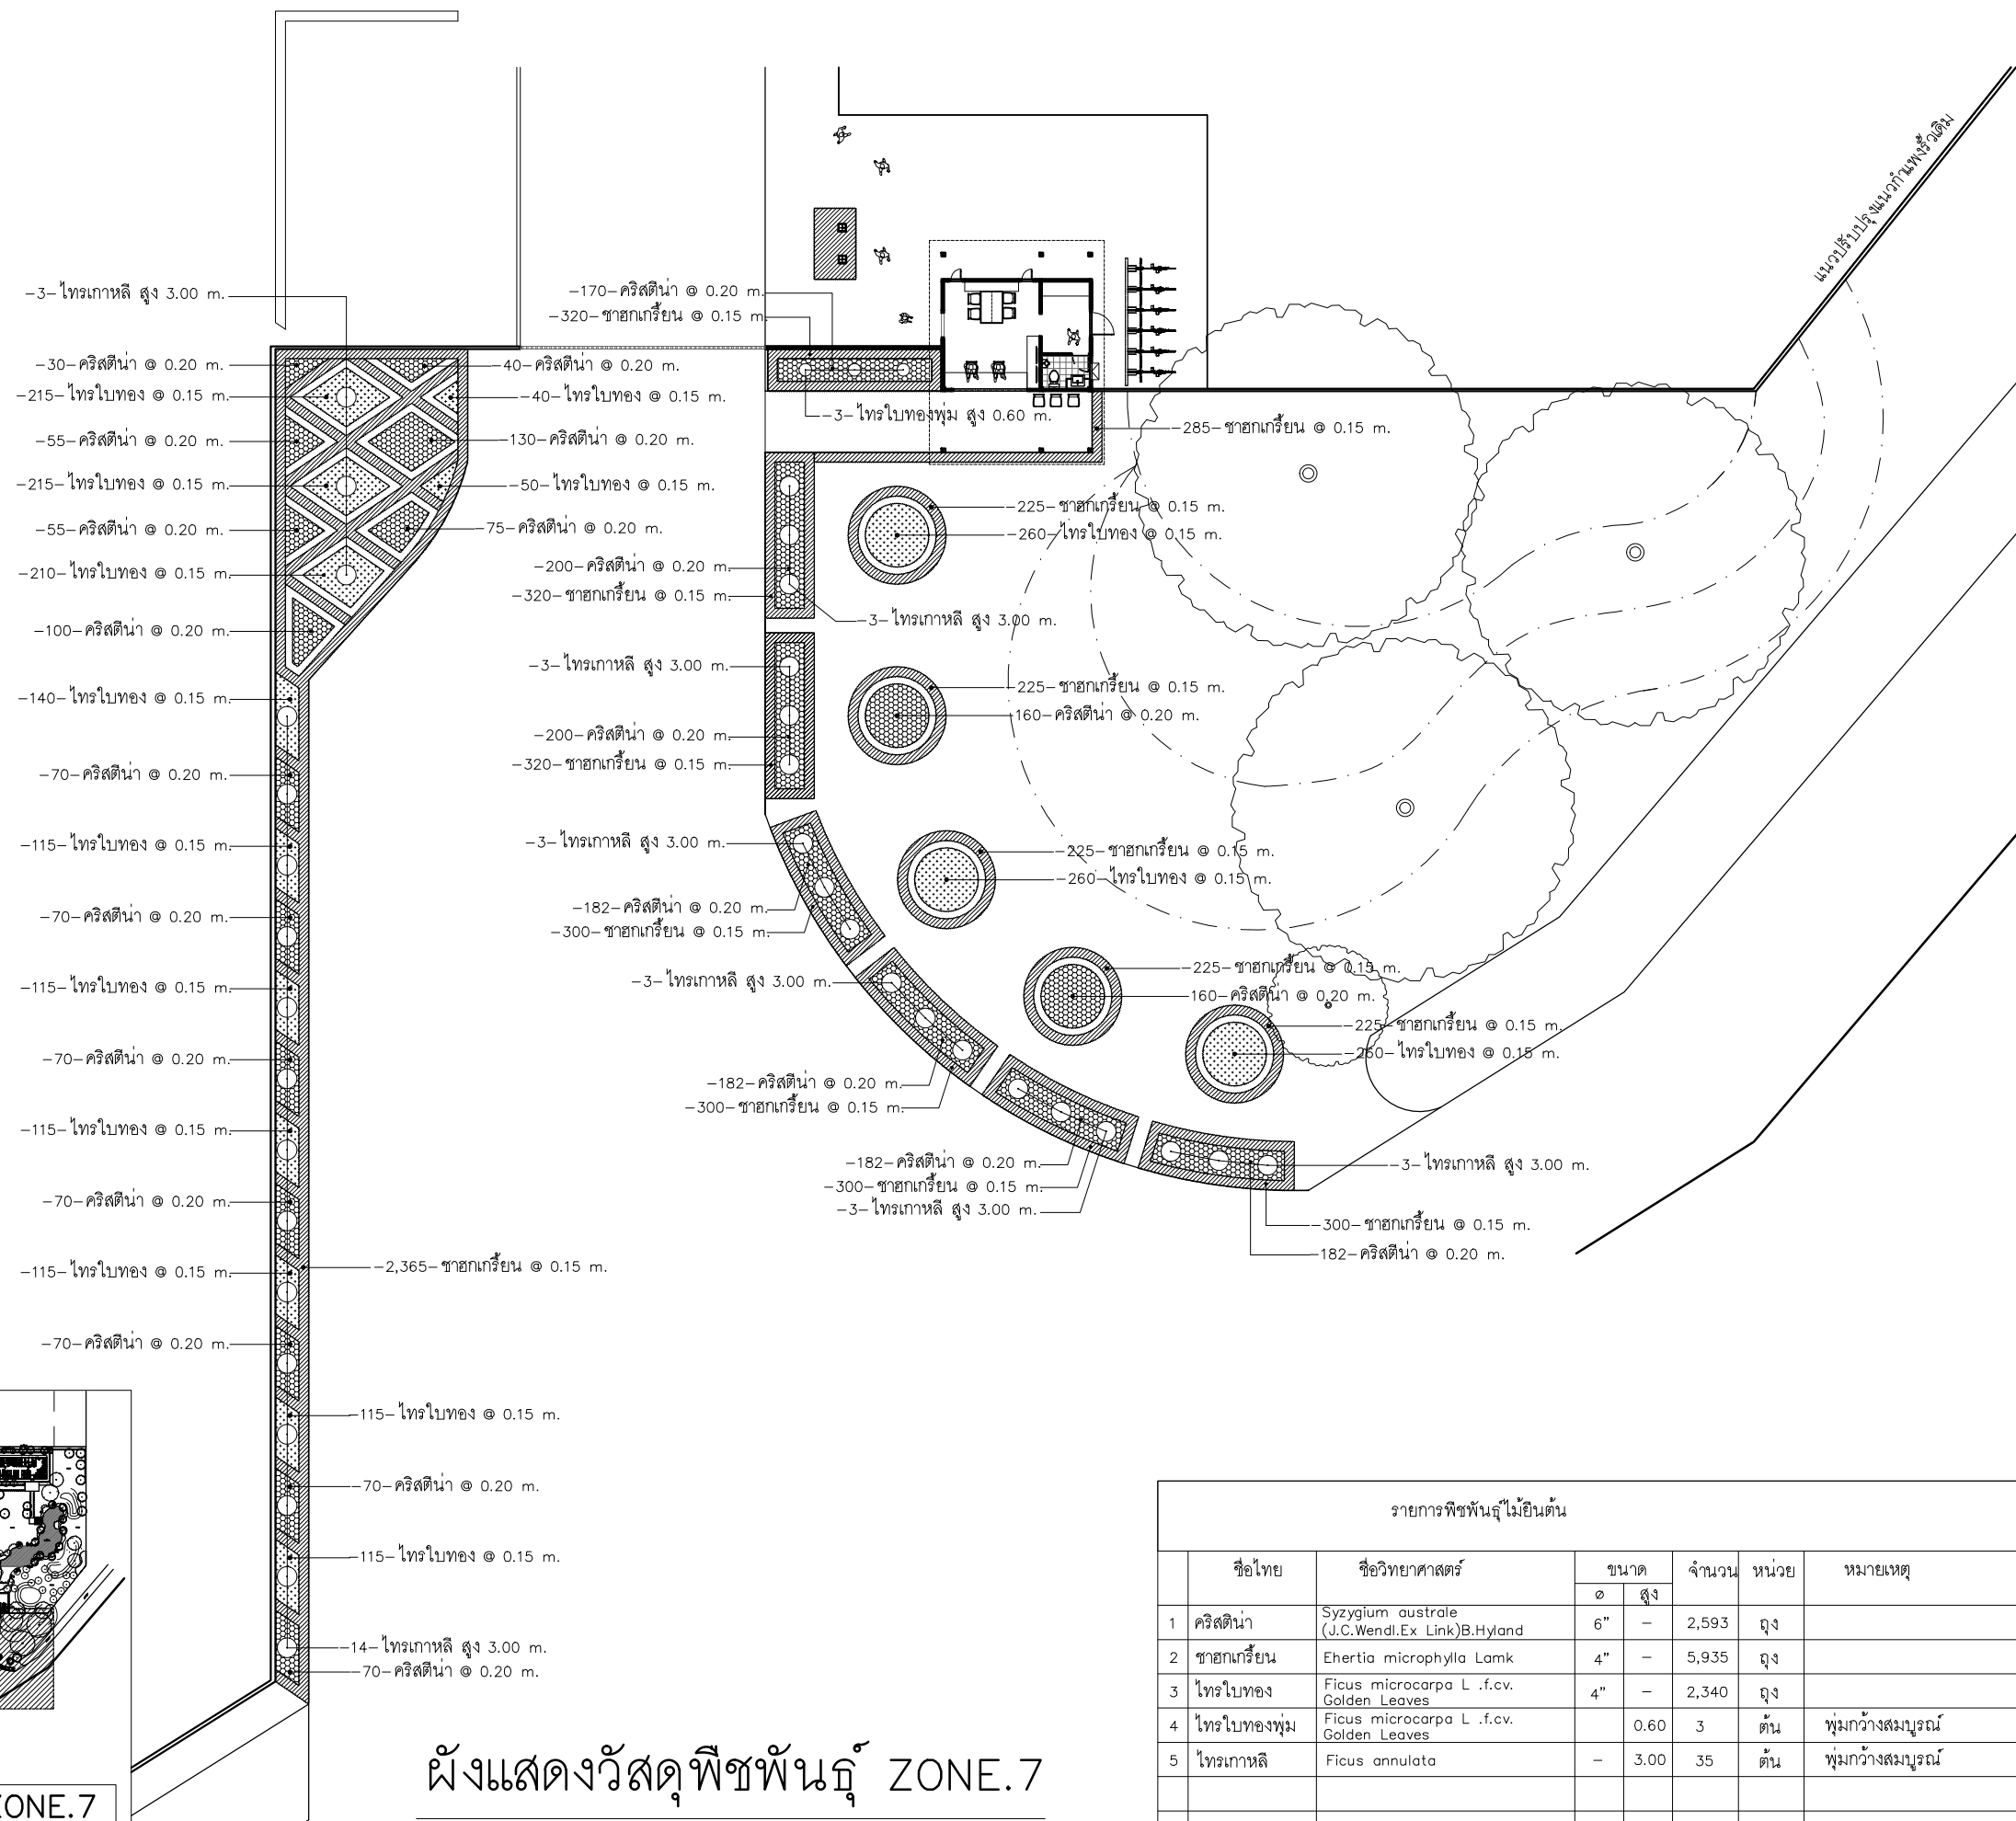 แนวปรับปรุงแนวกำแพงรั้วเดิม
-3-ไทรเกาหลี สูง 3.00 m.
-30-คริสตีน่า @ 0.20 m.
-215-ไทรใบทอง @ 0.15 m.
-55-คริสตีน่า @ 0.20 m.
-215-ไทรใบทอง @ 0.15 m.
-55-คริสตีน่า @ 0.20 m.
-210-ไทรใบทอง @ 0.15 m.
-100-คริสตีน่า @ 0.20 m.
-140-ไทรใบทอง @ 0.15 m.
-70-คริสตีน่า @ 0.20 m.
-115-ไทรใบทอง @ 0.15 m.
-70-คริสตีน่า @ 0.20 m.
-115-ไทรใบทอง @ 0.15 m.
-70-คริสตีน่า @ 0.20 m.
-115-ไทรใบทอง @ 0.15 m.
-70-คริสตีน่า @ 0.20 m.
-115-ไทรใบทอง @ 0.15 m.
-70-คริสตีน่า @ 0.20 m.
-40-คริสตีน่า @ 0.20 m.
-40-ไทรใบทอง @ 0.15 m.
-130-คริสตีน่า @ 0.20 m.
-50-ไทรใบทอง @ 0.15 m.
-75-คริสตีน่า @ 0.20 m.
-2,365-ชาฮกเกรี้ยน @ 0.15 m.
-115-ไทรใบทอง @ 0.15 m.
-70-คริสตีน่า @ 0.20 m.
-115-ไทรใบทอง @ 0.15 m.
-14-ไทรเกาหลี สูง 3.00 m.
-70-คริสตีน่า @ 0.20 m.
-170-คริสตีน่า @ 0.20 m.
-320-ชาฮกเกรี้ยน @ 0.15 m.
-3-ไทรใบทองพุ่ม สูง 0.60 m.
-285-ชาฮกเกรี้ยน @ 0.15 m.
-200-คริสตีน่า @ 0.20 m.
-320-ชาฮกเกรี้ยน @ 0.15 m.
-3-ไทรเกาหลี สูง 3.00 m.
-3-ไทรเกาหลี สูง 3.00 m.
-200-คริสตีน่า @ 0.20 m.
-320-ชาฮกเกรี้ยน @ 0.15 m.
-3-ไทรเกาหลี สูง 3.00 m.
-182-คริสตีน่า @ 0.20 m.
-300-ชาฮกเกรี้ยน @ 0.15 m.
-3-ไทรเกาหลี สูง 3.00 m.
-182-คริสตีน่า @ 0.20 m.
-300-ชาฮกเกรี้ยน @ 0.15 m.
-182-คริสตีน่า @ 0.20 m.
-300-ชาฮกเกรี้ยน @ 0.15 m.
-3-ไทรเกาหลี สูง 3.00 m.
-225-ชาฮกเกรี้ยน @ 0.15 m.
-260-ไทรใบทอง @ 0.15 m.
-225-ชาฮกเกรี้ยน @ 0.15 m.
-160-คริสตีน่า @ 0.20 m.
-225-ชาฮกเกรี้ยน @ 0.15 m.
-260-ไทรใบทอง @ 0.15 m.
-225-ชาฮกเกรี้ยน @ 0.15 m.
-160-คริสตีน่า @ 0.20 m.
-225-ชาฮกเกรี้ยน @ 0.15 m.
-260-ไทรใบทอง @ 0.15 m.
-3-ไทรเกาหลี สูง 3.00 m.
-300-ชาฮกเกรี้ยน @ 0.15 m.
-182-คริสตีน่า @ 0.20 m.
รายการพืชพันธุ์ไม้ยืนต้น
ชื่อไทย ชื่อวิทยาศาสตร์ ขนาด จำนวน หน่วย หมายเหตุ
ø สูง
1 คริสติน่า Syzygium australe (J.C.Wendl.Ex Link)B.Hyland 6" - 2,593 ถุง
2 ชาฮกเกรี้ยน Ehertia microphylla Lamk 4" - 5,935 ถุง
3 ไทรใบทอง Ficus microcarpa L .f.cv. Golden Leaves 4" - 2,340 ถุง
4 ไทรใบทองพุ่ม Ficus microcarpa L .f.cv. Golden Leaves 0.60 3 ต้น พุ่มกว้างสมบูรณ์
5 ไทรเกาหลี Ficus annulata - 3.00 35 ต้น พุ่มกว้างสมบูรณ์
ผังแสดงวัสดุพืชพันธุ์ ZONE.7
ZONE.7